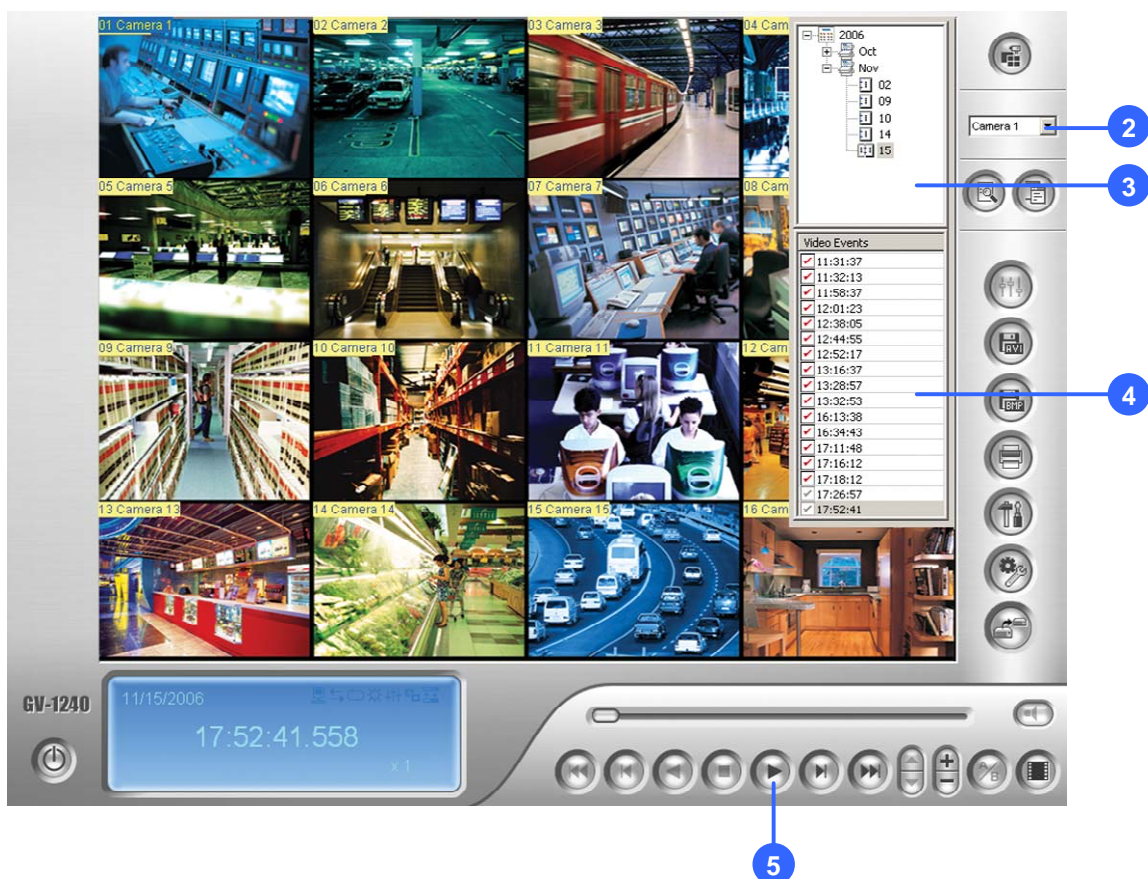 01 Camera 1
02 Camera 2
03 Camera 3
04 Cam
2006
Oct
Nov
02
09
10
14
15
Camera 1
2
3
05 Camera 5
06 Camera 6
07 Camera 7
08 Cam
Video Events
11:31:37
11:32:13
11:58:37
12:01:23
12:38:05
12:44:55
12:52:17
13:16:37
13:28:57
13:32:53
16:13:38
16:34:43
17:11:48
17:16:12
17:18:12
17:26:57
17:52:41
AVI
BMP
4
09 Camera 9
10 Camera 10
11 Camera 11
12 Cam
13 Camera 13
14 Camera 14
15 Camera 15
16 Cam
GV-1240
11/15/2006
17:52:41.558
x 1
A/B
5